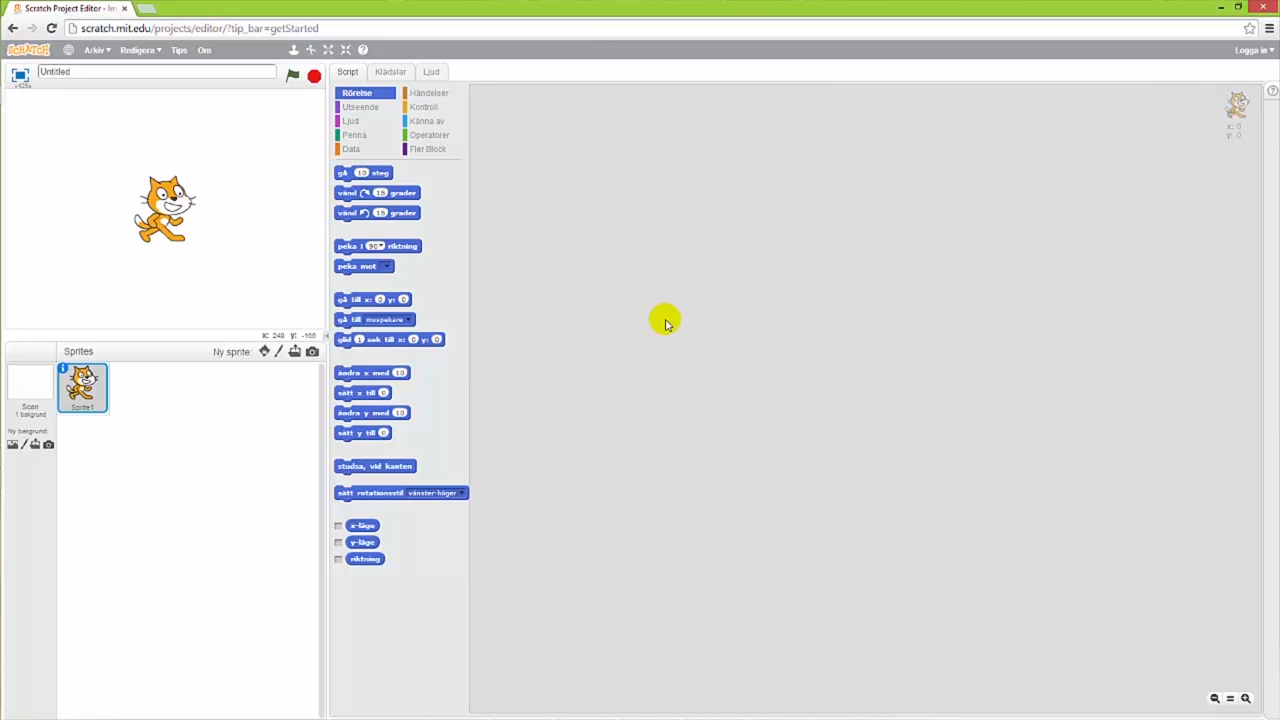 Scratch Project Editor - Im
scratch.mit.edu/projects/editor/?tip_bar=getStarted
SCRATCH Arkiv Redigera Tips Om Logga in
Untitled
Script Klädslar Ljud
Rörelse Händelser
Utseende Kontroll
Ljud Känna av
Penna Operatorer
Data Fler Block
x: 0
y: 0
gå 10 steg
vänd 15 grader
vänd 15 grader
peka i 90 riktning
peka mot
gå till x: 0 y: 0
gå till muspekare
glid 1 sek till x: 0 y: 0
ändra x med 10
sätt x till 0
ändra y med 10
sätt y till 0
studsa, vid kanten
sätt rotationsstil vänster-höger
x-läge
y-läge
riktning
x: 240 y: -166
Sprites Ny sprite:
Sprite1
Scen
1 bakgrund
Ny bakgrund: